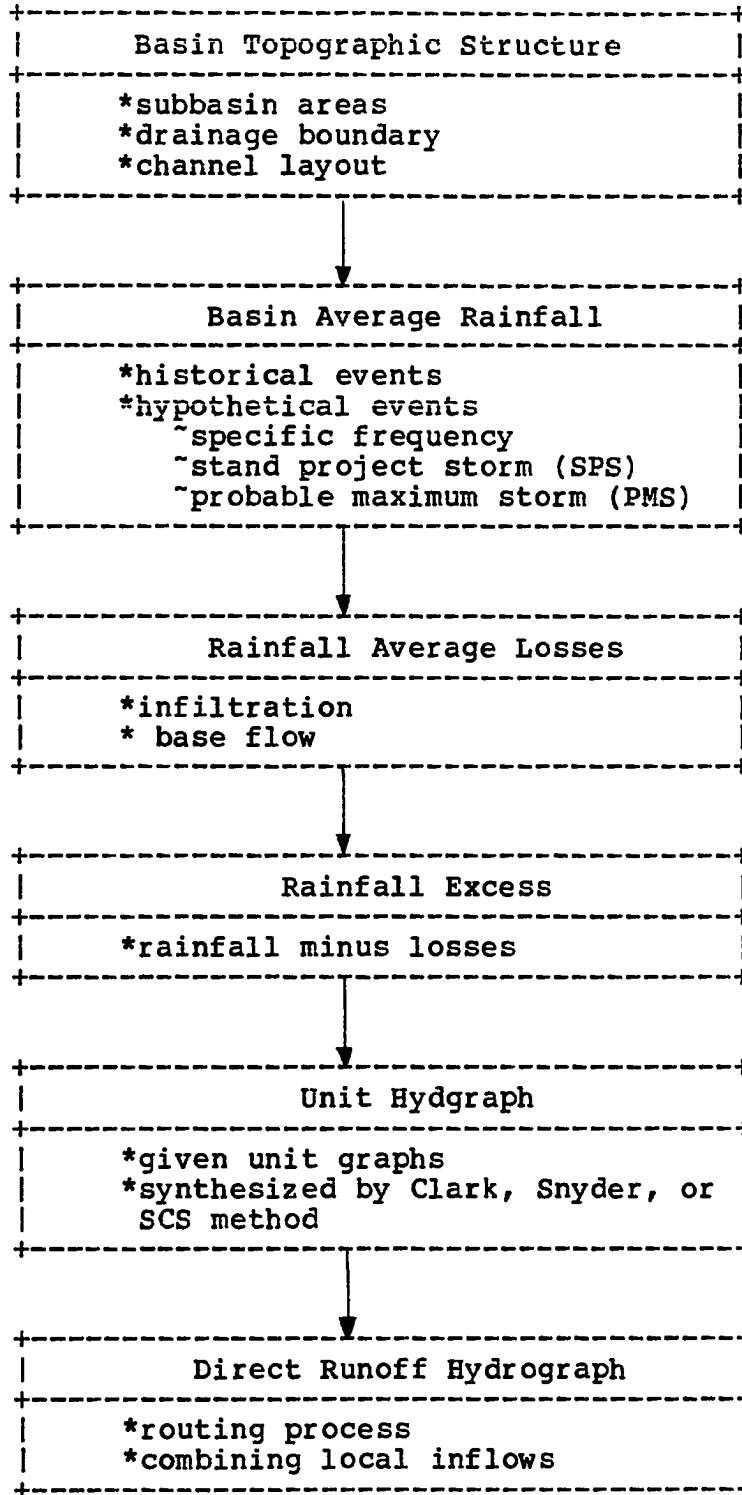 Basin Topographic Structure
*subbasin areas
*drainage boundary
*channel layout
Basin Average Rainfall
*historical events
*hypothetical events
~specific frequency
~stand project storm (SPS)
~probable maximum storm (PMS)
Rainfall Average Losses
*infiltration
* base flow
Rainfall Excess
*rainfall minus losses
Unit Hydgraph
*given unit graphs
*synthesized by Clark, Snyder, or
SCS method
Direct Runoff Hydrograph
*routing process
*combining local inflows